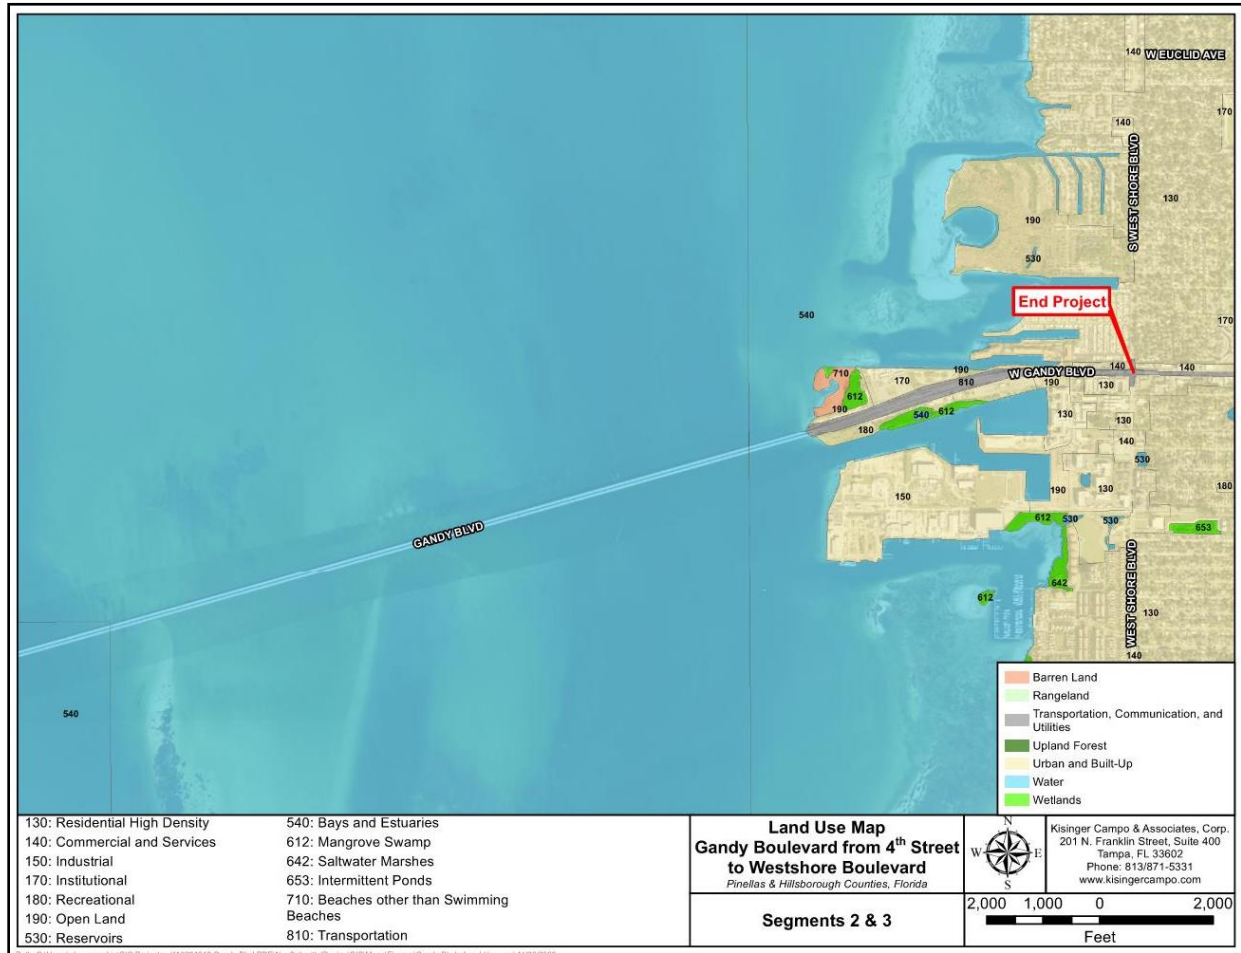 140
W EUCLID AVE
170
140
S WEST SHORE BLVD
130
190
530
End Project
540
170
710
170
190
810
W GANDY BLVD
140
140
190
130
612
190
540
612
180
130
130
140
530
150
190
130
180
GANDY BLVD
612
530
530
653
WEST SHORE BLVD
642
612
130
140
540
Barren Land
Rangeland
Transportation, Communication, and
Utilities
Upland Forest
Urban and Built-Up
Water
Wetlands
130: Residential High Density
140: Commercial and Services
150: Industrial
170: Institutional
180: Recreational
190: Open Land
530: Reservoirs
540: Bays and Estuaries
612: Mangrove Swamp
642: Saltwater Marshes
653: Intermittent Ponds
710: Beaches other than Swimming
Beaches
810: Transportation
Land Use Map
Gandy Boulevard from 4th Street
to Westshore Boulevard
Pinellas & Hillsborough Counties, Florida
Segments 2 & 3
N
W
E
S
Kisinger Campo & Associates, Corp.
201 N. Franklin Street, Suite 400
Tampa, FL 33602
Phone: 813/871-5331
www.kisingercampo.com
2,000 1,000 0 2,000
Feet